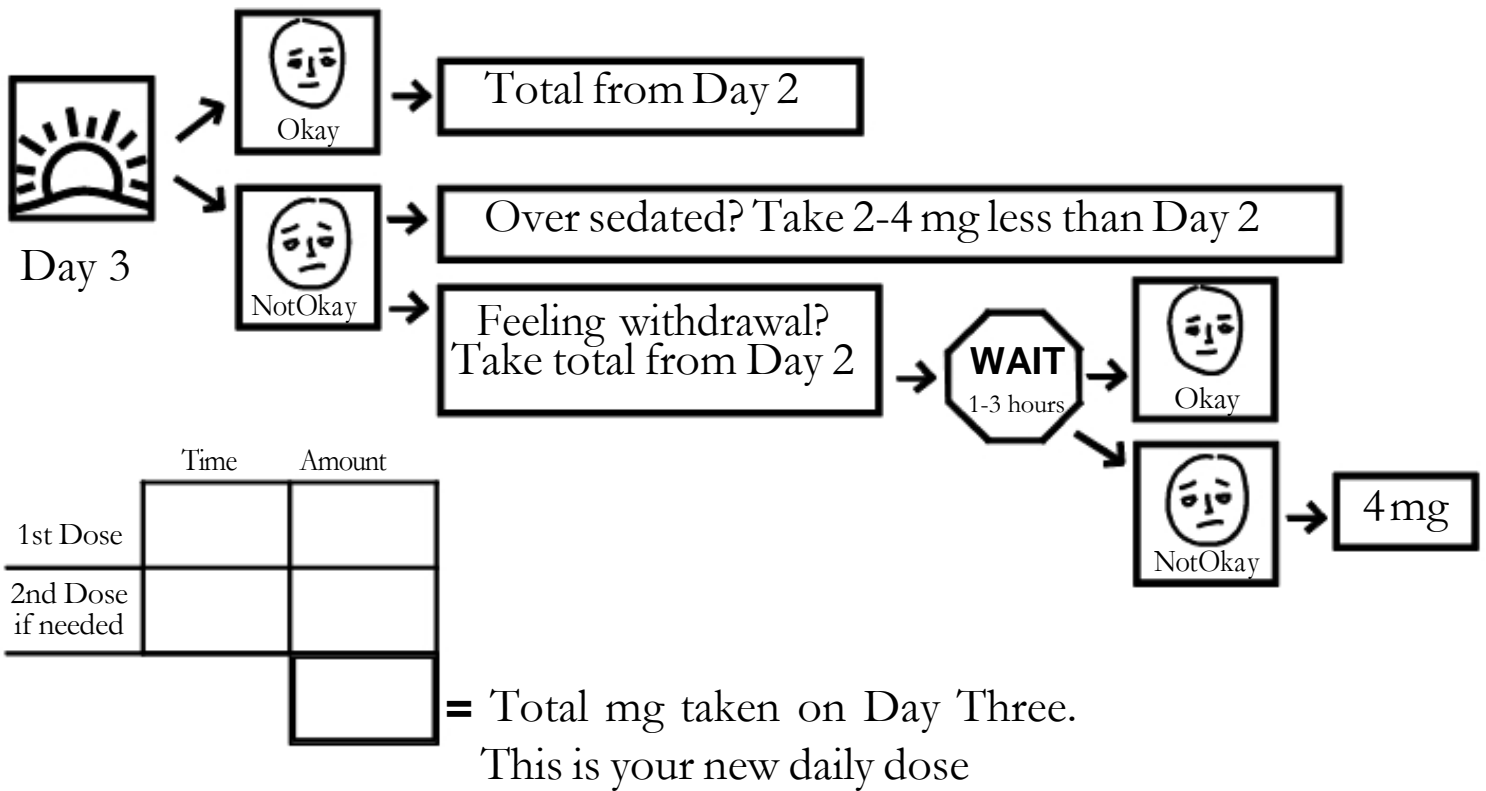 Okay
Total from Day 2
Day 3
NotOkay
Over sedated? Take 2-4 mg less than Day 2
Feeling withdrawal?
Take total from Day 2
WAIT
1-3 hours
Okay
NotOkay
4mg
Time Amount
1st Dose
2nd Dose
if needed
= Total mg taken on Day Three.
This is your new daily dose